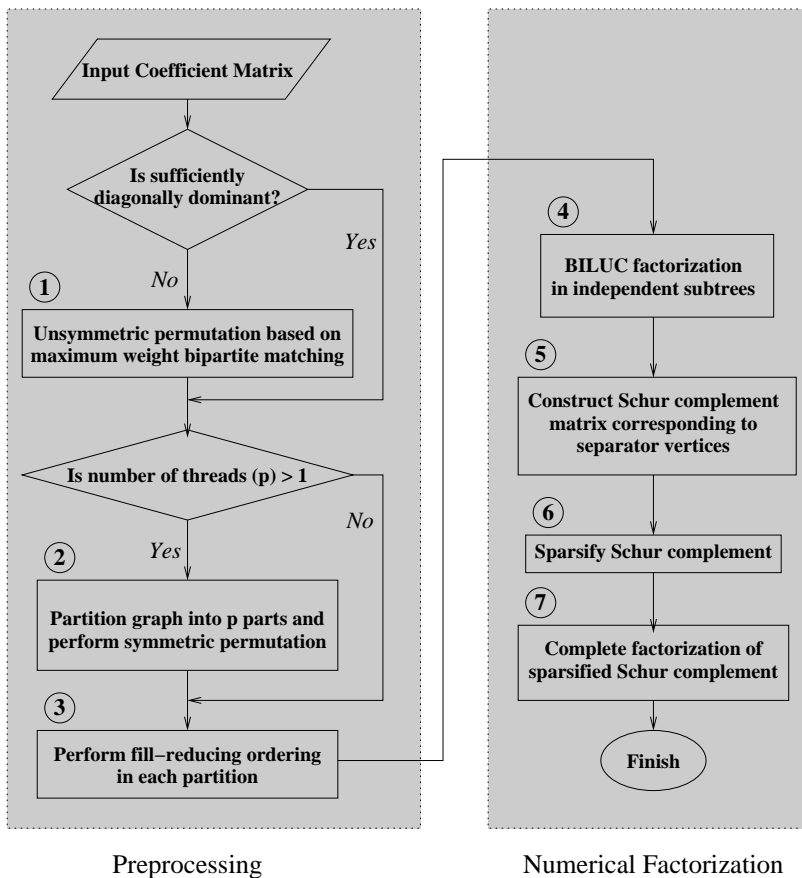 Input Coefficient Matrix
Is sufficiently
diagonally dominant?
Yes
No
1
Unsymmetric permutation based on
maximum weight bipartite matching
Is number of threads (p) > 1
No
Yes
2
Partition graph into p parts and
perform symmetric permutation
3
Perform fill−reducing ordering
in each partition
Preprocessing
4
BILUC factorization
in independent subtrees
5
Construct Schur complement
matrix corresponding to
separator vertices
6
Sparsify Schur complement
7
Complete factorization of
sparsified Schur complement
Finish
Numerical Factorization